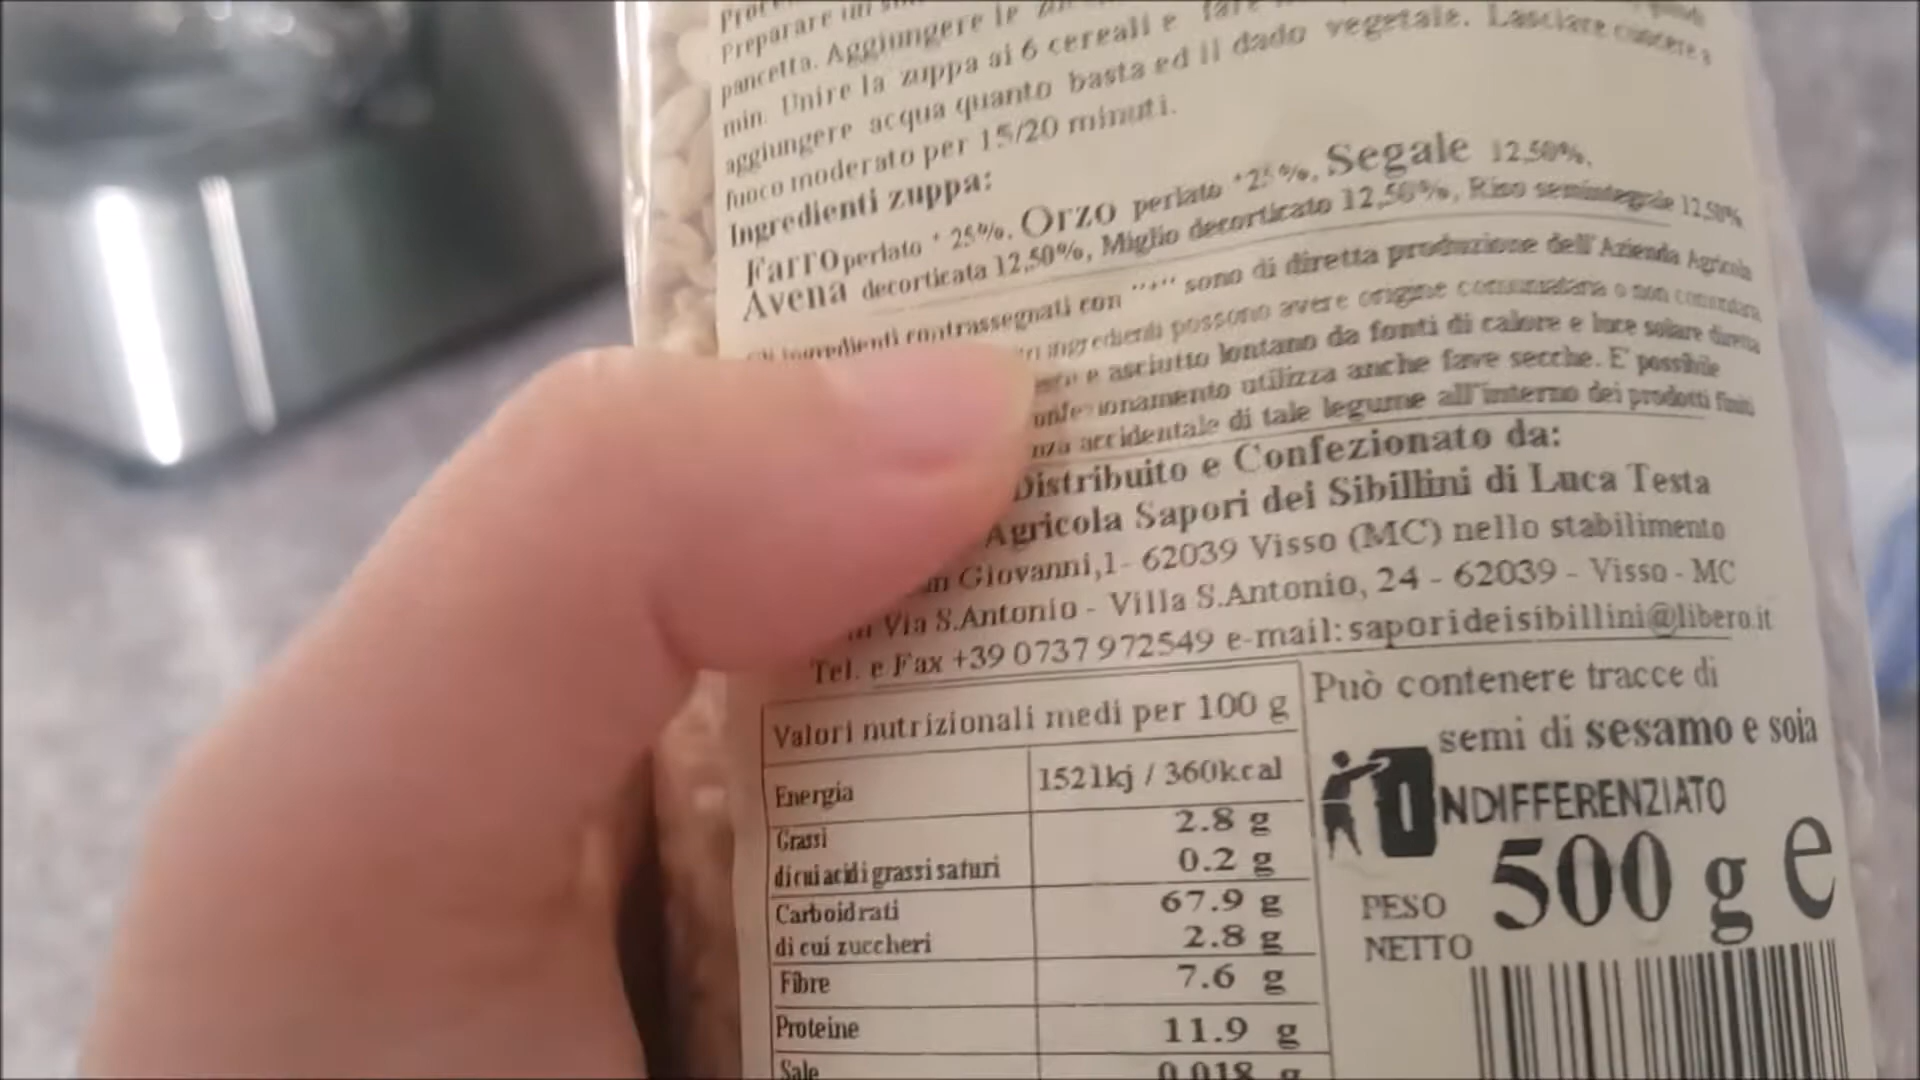 Preparare un
pancetta. Aggiungere le
min. Unire la zuppa ai 6 cereali e fare
aggiungere acqua quanto basta ed il dado vegetale. Lasciare cuocere a
fuoco moderato per 15/20 minuti.
Ingredienti zuppa:
Farro perlato * 25%, Orzo perlato *25%, Segale 12,50%,
Avena decorticata 12,50%, Miglio decorticato 12,50%, Riso semintegrale 12,50%
Gli ingredienti contrassegnati con "*" sono di diretta produzione dell'Azienda Agricola
ingredienti possono avere origine comunitaria o non comunitaria
e asciutto lontano da fonti di calore e luce solare diretta
utilizza anche fave secche. E' possibile
accidentale di tale legume all'interno dei prodotti finiti
Distribuito e Confezionato da:
Agricola Sapori dei Sibillini di Luca Testa
Giovanni,1- 62039 Visso (MC) nello stabilimento
Via S.Antonio - Villa S.Antonio, 24 - 62039 - Visso - MC
Tel. e Fax +39 0737 972549 e-mail: saporideisibillini@libero.it
Valori nutrizionali medi per 100 g
Energia 1521kj / 360kcal
Grassi 2.8 g
di cui acidi grassi saturi 0.2 g
Carboidrati 67.9 g
di cui zuccheri 2.8 g
Fibre 7.6 g
Proteine 11.9 g
Sale 0.018 g
Può contenere tracce di
semi di sesamo e soia
INDIFFERENZIATO
PESO NETTO 500 g e